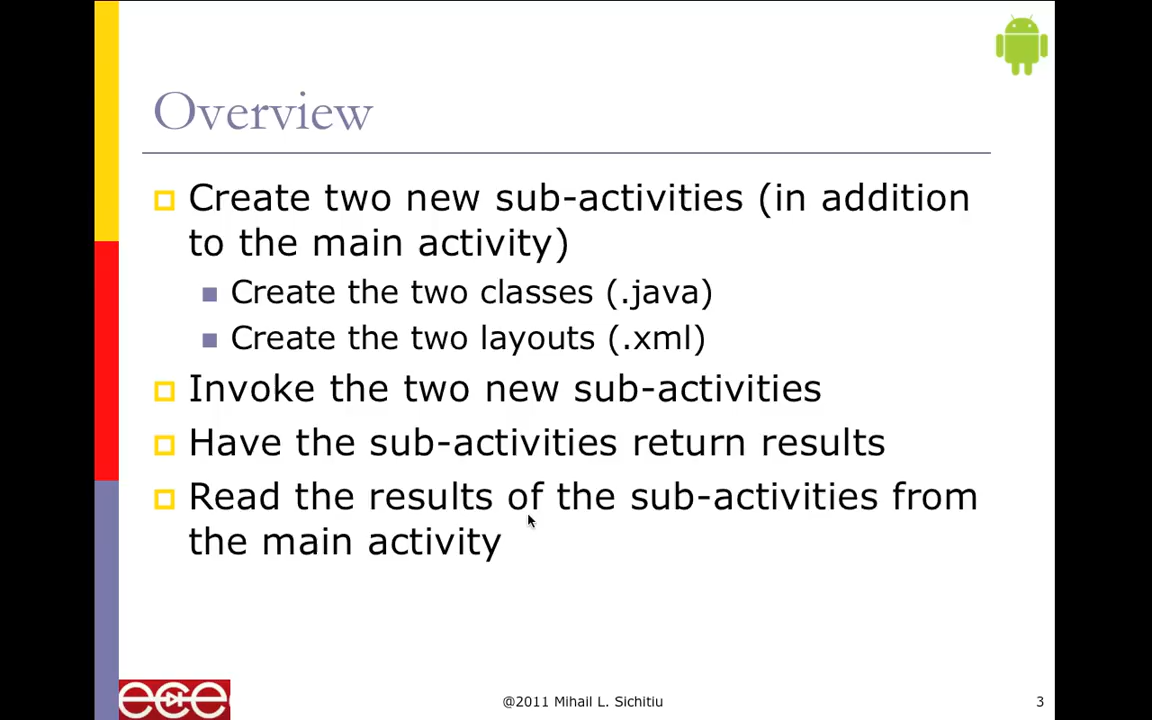 Overview
Create two new sub-activities (in addition
to the main activity)
Create the two classes (.java)
Create the two layouts (.xml)
Invoke the two new sub-activities
Have the sub-activities return results
Read the results of the sub-activities from
the main activity
ece
@2011 Mihail L. Sichitiu
3